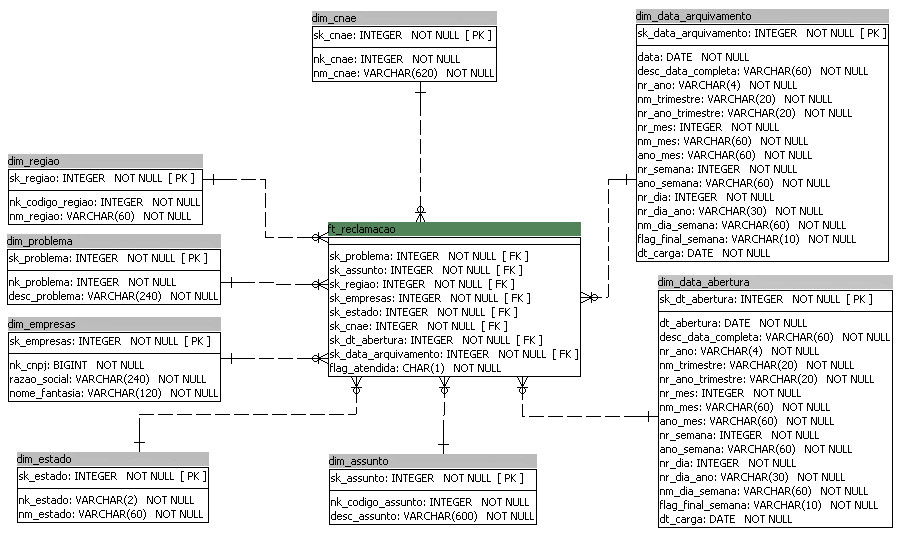 dim_cnae
sk_cnae: INTEGER NOT NULL [ PK ]
nk_cnae: INTEGER NOT NULL
nm_cnae: VARCHAR(620) NOT NULL
dim_data_arquivamento
sk_data_arquivamento: INTEGER NOT NULL [ PK ]
data: DATE NOT NULL
desc_data_completa: VARCHAR(60) NOT NULL
nr_ano: VARCHAR(4) NOT NULL
nm_trimestre: VARCHAR(20) NOT NULL
nr_ano_trimestre: VARCHAR(20) NOT NULL
nr_mes: INTEGER NOT NULL
nm_mes: VARCHAR(60) NOT NULL
ano_mes: VARCHAR(60) NOT NULL
nr_semana: INTEGER NOT NULL
ano_semana: VARCHAR(60) NOT NULL
nr_dia: INTEGER NOT NULL
nr_dia_ano: VARCHAR(30) NOT NULL
nm_dia_semana: VARCHAR(60) NOT NULL
flag_final_semana: VARCHAR(10) NOT NULL
dt_carga: DATE NOT NULL
dim_regiao
sk_regiao: INTEGER NOT NULL [ PK ]
nk_codigo_regiao: INTEGER NOT NULL
nm_regiao: VARCHAR(60) NOT NULL
dim_problema
sk_problema: INTEGER NOT NULL [ PK ]
nk_problema: INTEGER NOT NULL
desc_problema: VARCHAR(240) NOT NULL
dim_empresas
sk_empresas: INTEGER NOT NULL [ PK ]
nk_cnpj: BIGINT NOT NULL
razao_social: VARCHAR(240) NOT NULL
nome_fantasia: VARCHAR(120) NOT NULL
ft_reclamacao
sk_problema: INTEGER NOT NULL [ FK ]
sk_assunto: INTEGER NOT NULL [ FK ]
sk_regiao: INTEGER NOT NULL [ FK ]
sk_empresas: INTEGER NOT NULL [ FK ]
sk_estado: INTEGER NOT NULL [ FK ]
sk_cnae: INTEGER NOT NULL [ FK ]
sk_dt_abertura: INTEGER NOT NULL [ FK ]
sk_data_arquivamento: INTEGER NOT NULL [ FK ]
flag_atendida: CHAR(1) NOT NULL
dim_data_abertura
sk_dt_abertura: INTEGER NOT NULL [ PK ]
dt_abertura: DATE NOT NULL
desc_data_completa: VARCHAR(60) NOT NULL
nr_ano: VARCHAR(4) NOT NULL
nm_trimestre: VARCHAR(20) NOT NULL
nr_ano_trimestre: VARCHAR(20) NOT NULL
nr_mes: INTEGER NOT NULL
nm_mes: VARCHAR(60) NOT NULL
ano_mes: VARCHAR(60) NOT NULL
nr_semana: INTEGER NOT NULL
ano_semana: VARCHAR(60) NOT NULL
nr_dia: INTEGER NOT NULL
nr_dia_ano: VARCHAR(30) NOT NULL
nm_dia_semana: VARCHAR(60) NOT NULL
flag_final_semana: VARCHAR(10) NOT NULL
dt_carga: DATE NOT NULL
dim_estado
sk_estado: INTEGER NOT NULL [ PK ]
nk_estado: VARCHAR(2) NOT NULL
nm_estado: VARCHAR(60) NOT NULL
dim_assunto
sk_assunto: INTEGER NOT NULL [ PK ]
nk_codigo_assunto: INTEGER NOT NULL
desc_assunto: VARCHAR(600) NOT NULL